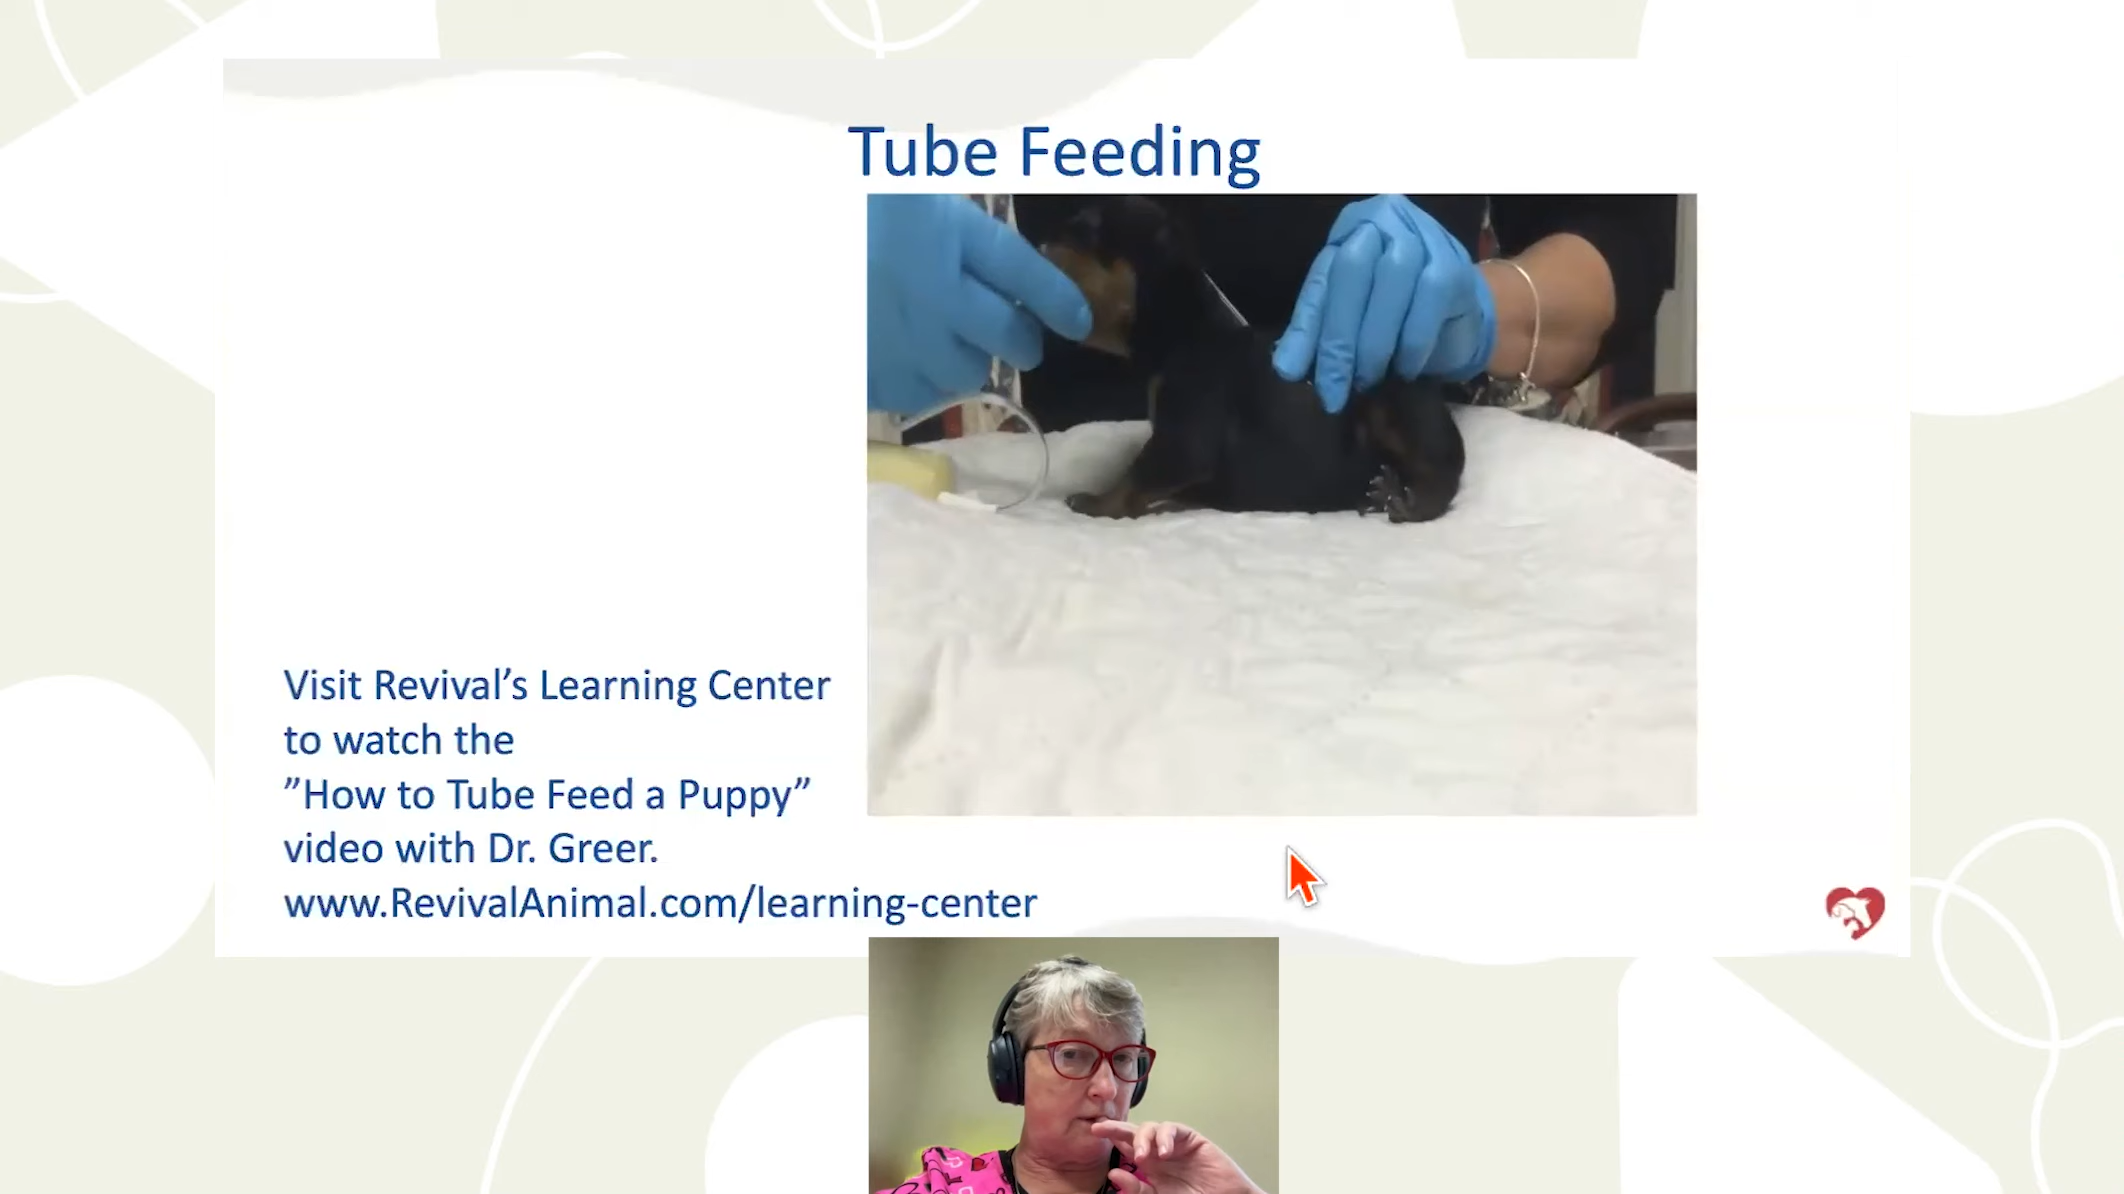 Tube Feeding
Visit Revival’s Learning Center
to watch the
”How to Tube Feed a Puppy”
video with Dr. Greer.
www.RevivalAnimal.com/learning-center